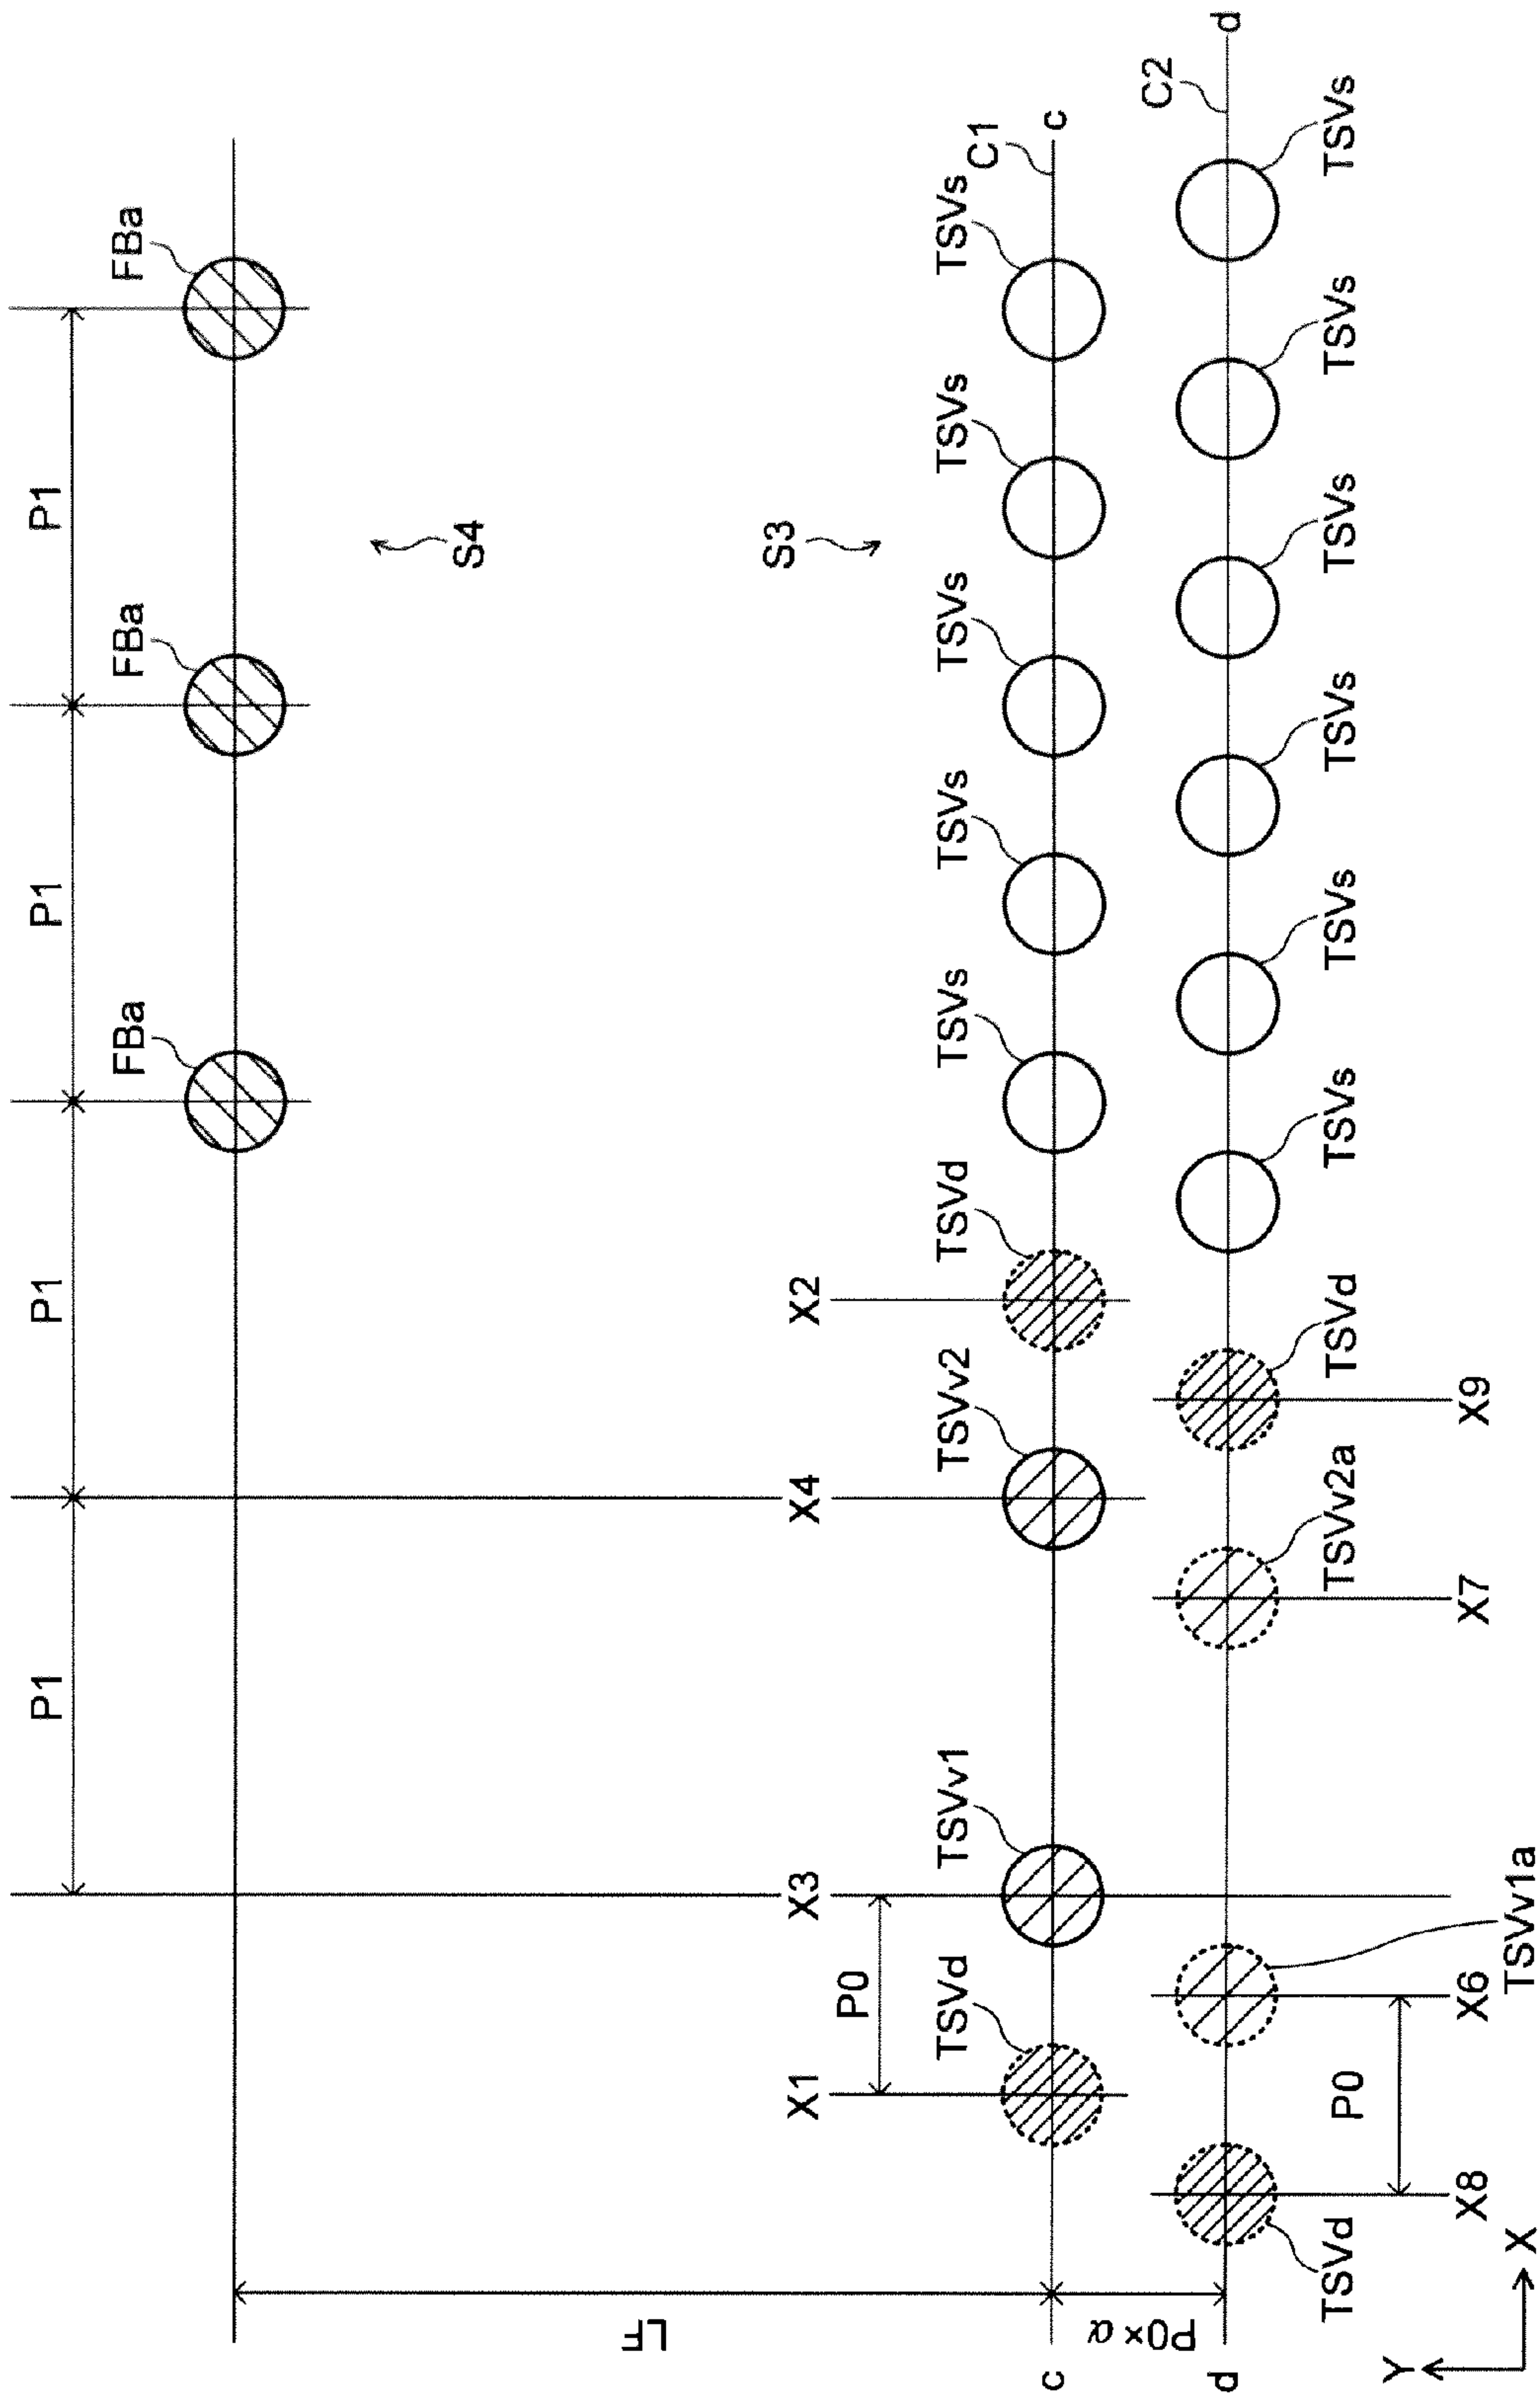 P1
P1
P1
P1
FBa
FBa
FBa
S4
S3
LF
P0×α
X1
X3
X4
X2
P0
TSVd
TSVv1
TSVv2
TSVd
TSVs
TSVs
TSVs
TSVs
TSVs
C1
c
c
C2
d
d
TSVd
TSVv1a
TSVv2a
TSVd
TSVs
TSVs
TSVs
TSVs
TSVs
TSVs
P0
X8
X6
X7
X9
Y
X